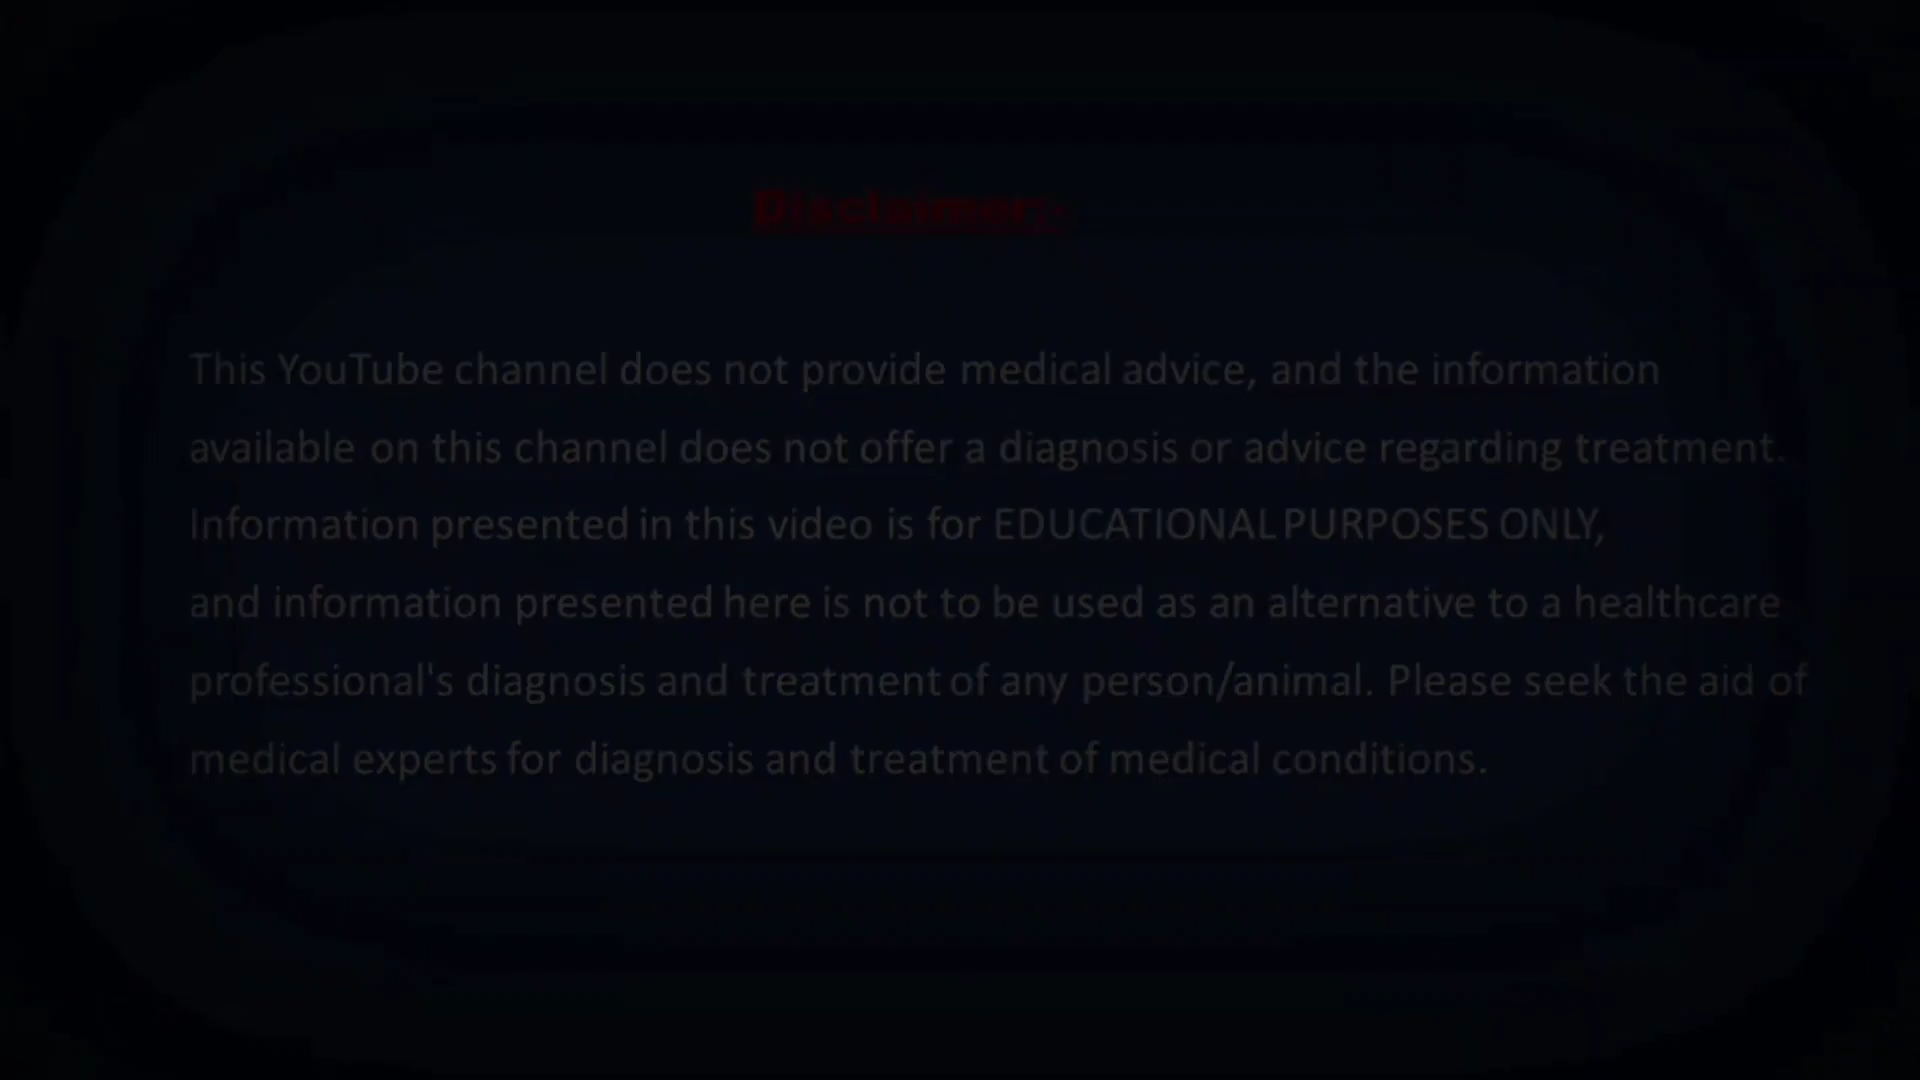 Disclaimer:-
This YouTube channel does not provide medical advice, and the information
available on this channel does not offer a diagnosis or advice regarding treatment.
Information presented in this video is for EDUCATIONAL PURPOSES ONLY,
and information presented here is not to be used as an alternative to a healthcare
professional's diagnosis and treatment of any person/animal. Please seek the aid of
medical experts for diagnosis and treatment of medical conditions.